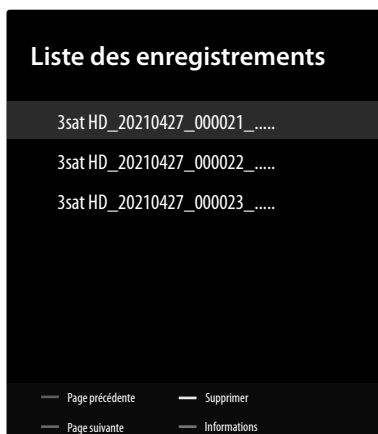 Liste des enregistrements
3sat HD_20210427_000021_.....
3sat HD_20210427_000022_.....
3sat HD_20210427_000023_.....
Page précédente Supprimer
Page suivante Informations